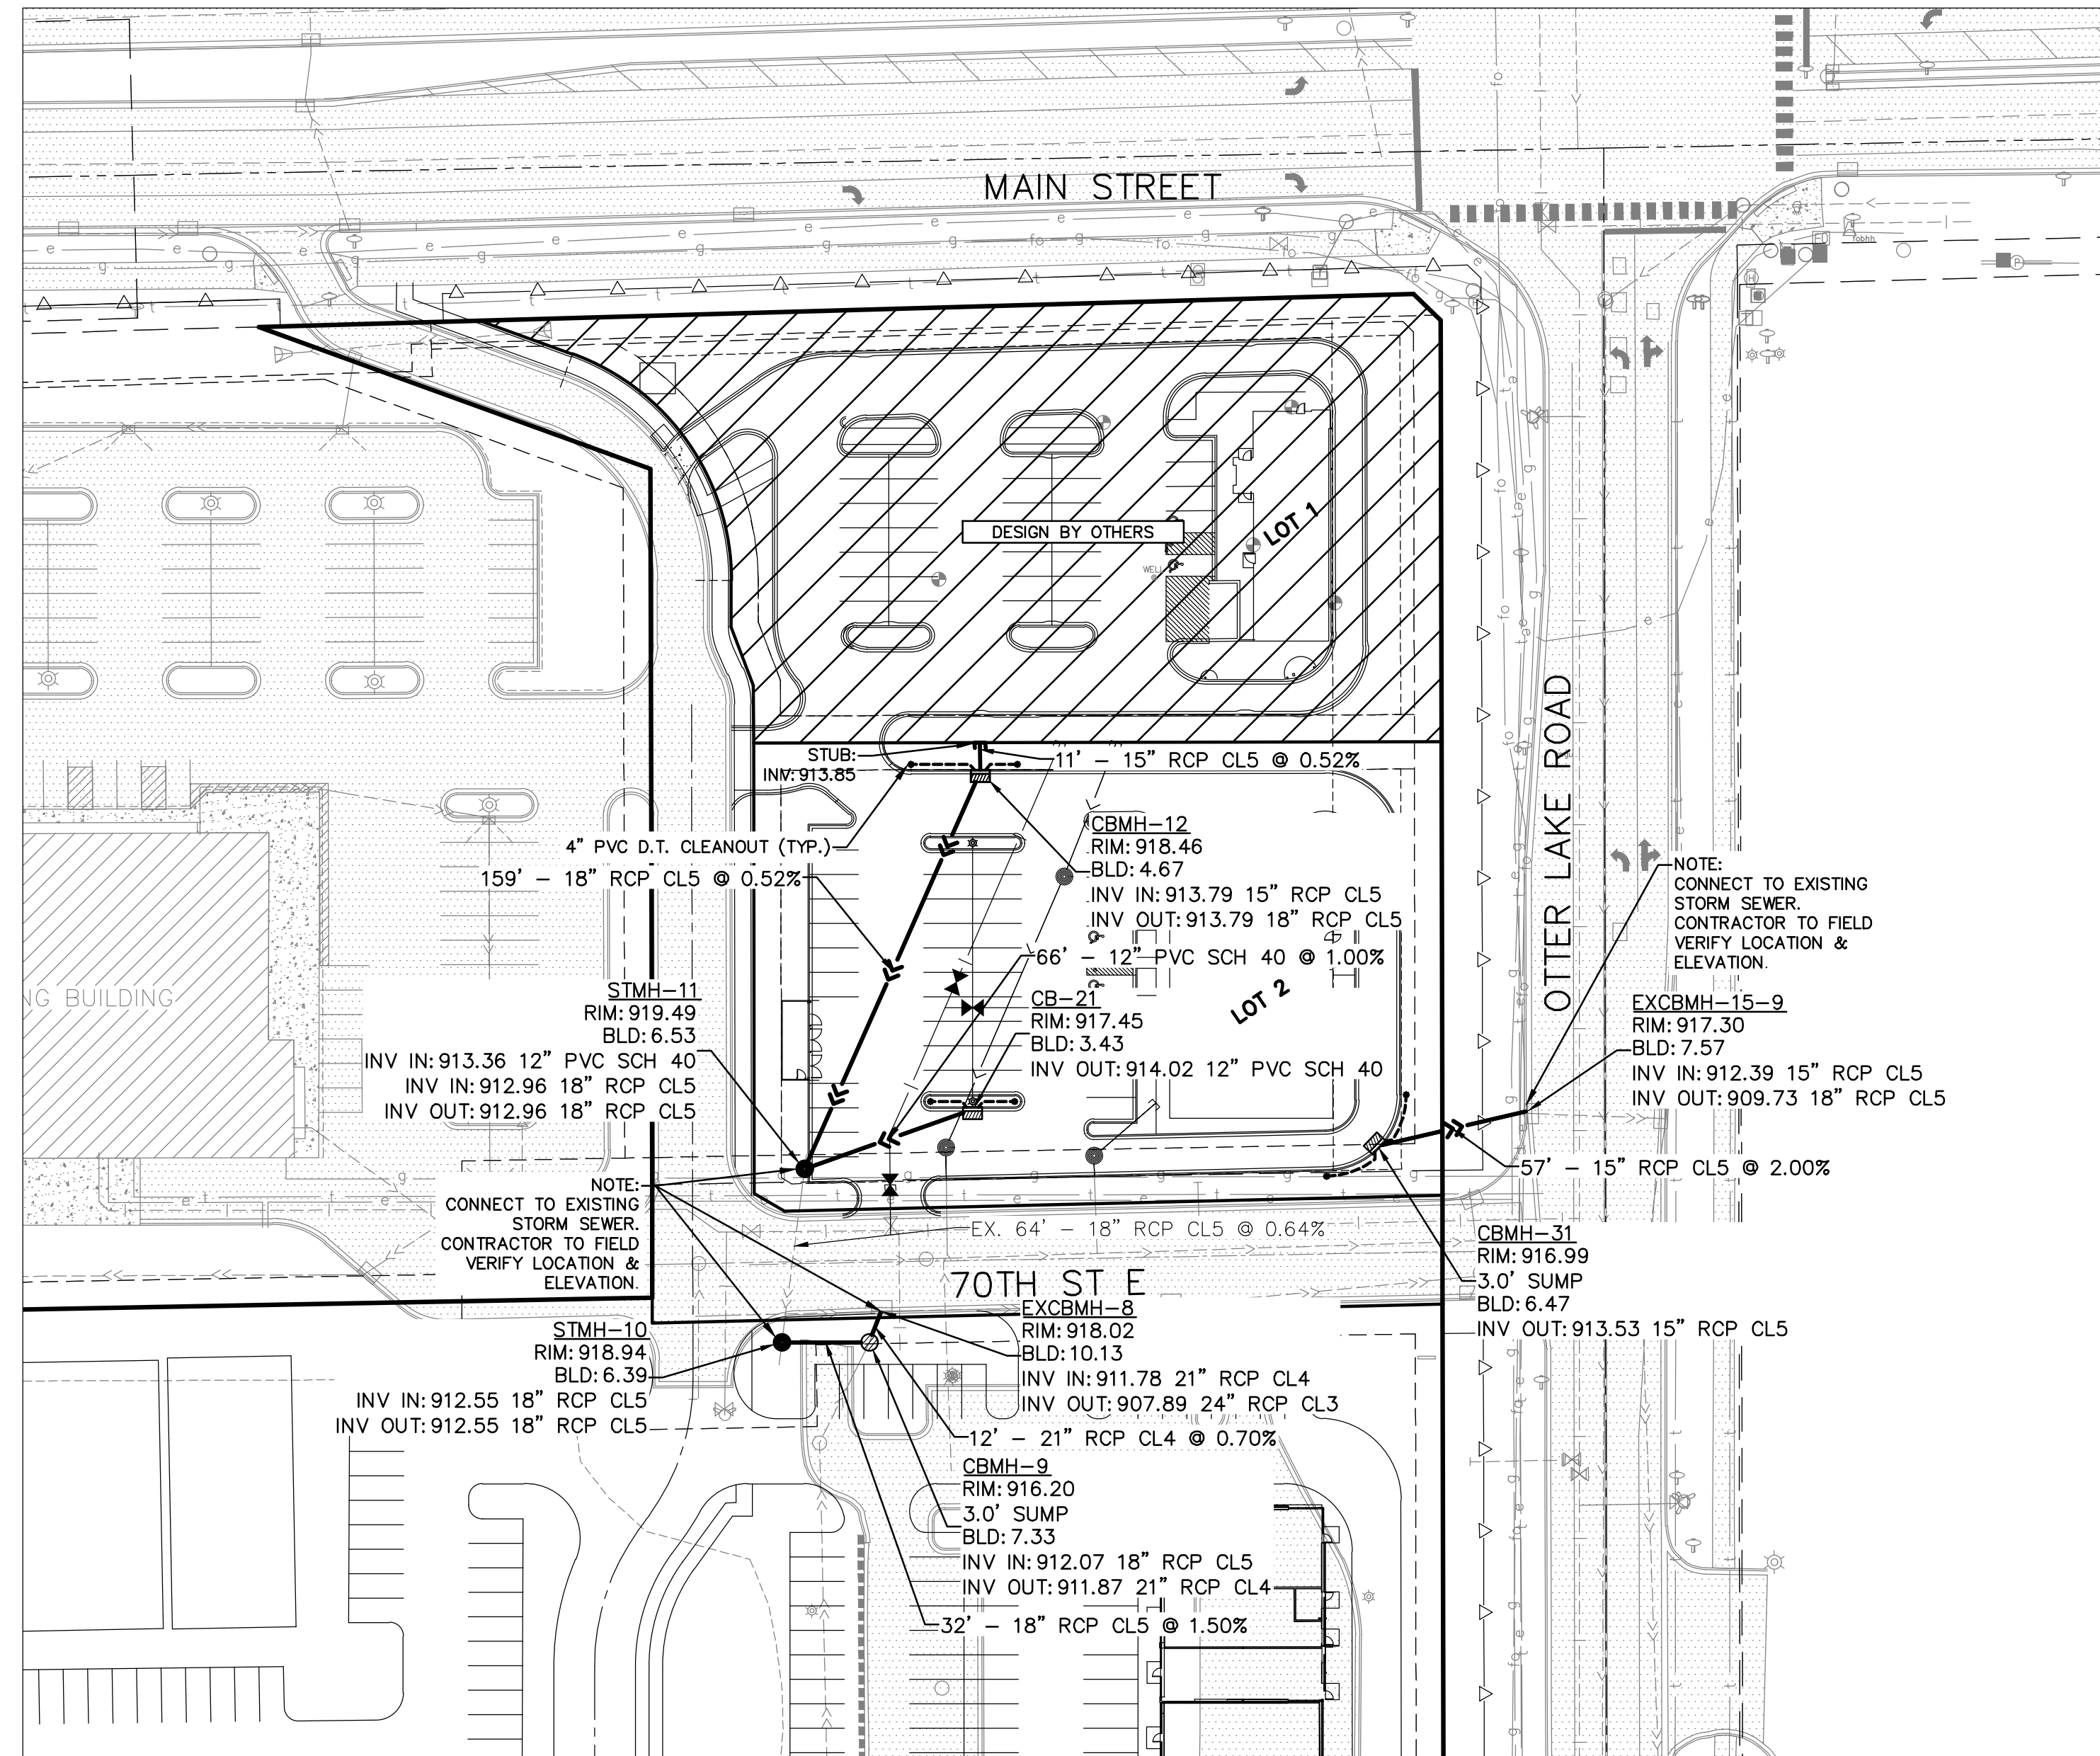 MAIN STREET
DESIGN BY OTHERS
LOT 1
WELL
fobhh
STUB:
INV: 913.85
11' – 15" RCP CL5 @ 0.52%
4" PVC D.T. CLEANOUT (TYP.)
159' – 18" RCP CL5 @ 0.52%
CBMH–12
RIM: 918.46
BLD: 4.67
INV IN: 913.79 15" RCP CL5
INV OUT: 913.79 18" RCP CL5
66' – 12" PVC SCH 40 @ 1.00%
CB–21
RIM: 917.45
BLD: 3.43
INV OUT: 914.02 12" PVC SCH 40
LOT 2
OTTER LAKE ROAD
NOTE:
CONNECT TO EXISTING
STORM SEWER.
CONTRACTOR TO FIELD
VERIFY LOCATION &
ELEVATION.
EXCBMH–15–9
RIM: 917.30
BLD: 7.57
INV IN: 912.39 15" RCP CL5
INV OUT: 909.73 18" RCP CL5
57' – 15" RCP CL5 @ 2.00%
NG BUILDING
STMH–11
RIM: 919.49
BLD: 6.53
INV IN: 913.36 12" PVC SCH 40
INV IN: 912.96 18" RCP CL5
INV OUT: 912.96 18" RCP CL5
NOTE:
CONNECT TO EXISTING
STORM SEWER.
CONTRACTOR TO FIELD
VERIFY LOCATION &
ELEVATION.
EX. 64' – 18" RCP CL5 @ 0.64%
70TH ST E
CBMH–31
RIM: 916.99
3.0' SUMP
BLD: 6.47
INV OUT: 913.53 15" RCP CL5
STMH–10
RIM: 918.94
BLD: 6.39
INV IN: 912.55 18" RCP CL5
INV OUT: 912.55 18" RCP CL5
EXCBMH–8
RIM: 918.02
BLD: 10.13
INV IN: 911.78 21" RCP CL4
INV OUT: 907.89 24" RCP CL3
12' – 21" RCP CL4 @ 0.70%
CBMH–9
RIM: 916.20
3.0' SUMP
BLD: 7.33
INV IN: 912.07 18" RCP CL5
INV OUT: 911.87 21" RCP CL4
32' – 18" RCP CL5 @ 1.50%